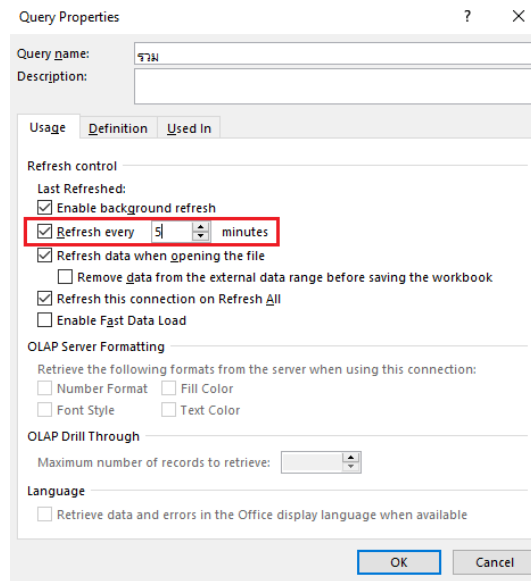 Query Properties ? ×
Query name: รวม
Description:
Usage Definition Used In
Refresh control
Last Refreshed:
Enable background refresh
Refresh every 5 minutes
Refresh data when opening the file
Remove data from the external data range before saving the workbook
Refresh this connection on Refresh All
Enable Fast Data Load
OLAP Server Formatting
Retrieve the following formats from the server when using this connection:
Number Format Fill Color
Font Style Text Color
OLAP Drill Through
Maximum number of records to retrieve:
Language
Retrieve data and errors in the Office display language when available
OK Cancel